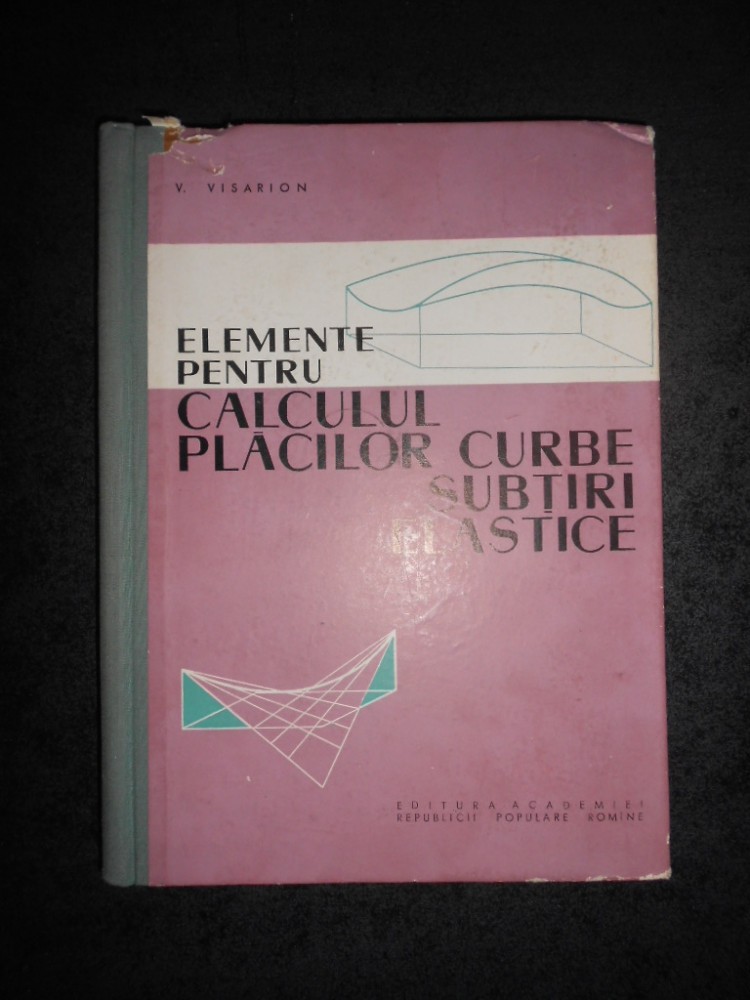 V. VISARION
ELEMENTE
PENTRU
CALCULUL
PLĂCILOR CURBE
SUBȚIRI
ELASTICE
EDITURA ACADEMIEI
REPUBLICII POPULARE ROMÎNE